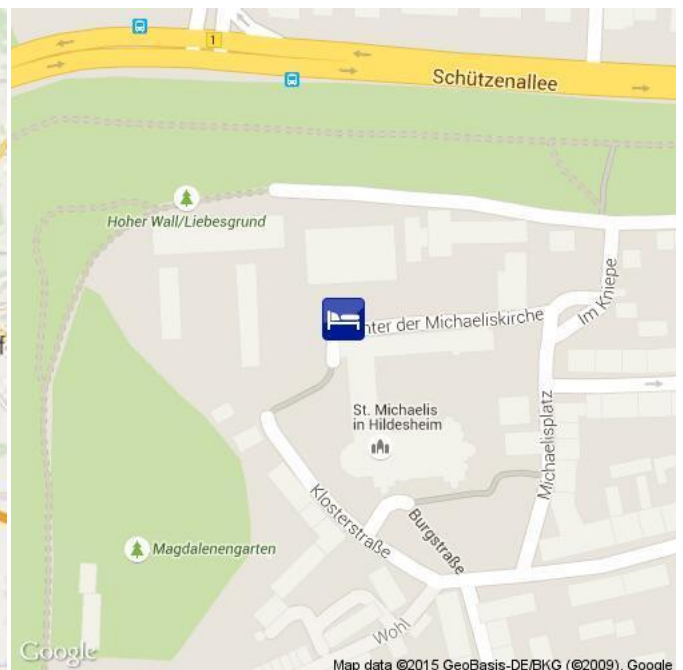 1
Schützenallee
Hoher Wall/Liebesgrund
nter der Michaeliskirche
Im Kniepe
St. Michaelis
in Hildesheim
Michaelisplatz
Klosterstraße
Burgstraße
Magdalenengarten
Wohl
Google
Map data ©2015 GeoBasis-DE/BKG (©2009), Google